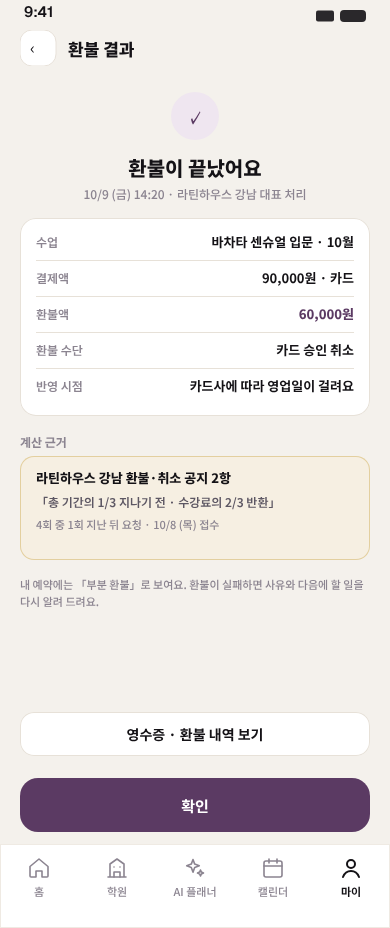 9:41
‹
환불 결과
✓
환불이 끝났어요
10/9 (금) 14:20 · 라틴하우스 강남 대표 처리
수업 바차타 센슈얼 입문 · 10월
결제액 90,000원 · 카드
환불액 60,000원
환불 수단 카드 승인 취소
반영 시점 카드사에 따라 영업일이 걸려요
계산 근거
라틴하우스 강남 환불·취소 공지 2항
「총 기간의 1/3 지나기 전 · 수강료의 2/3 반환」
4회 중 1회 지난 뒤 요청 · 10/8 (목) 접수
내 예약에는 「부분 환불」로 보여요. 환불이 실패하면 사유와 다음에 할 일을
다시 알려 드려요.
영수증 · 환불 내역 보기
확인
홈 학원 AI 플래너 캘린더 마이